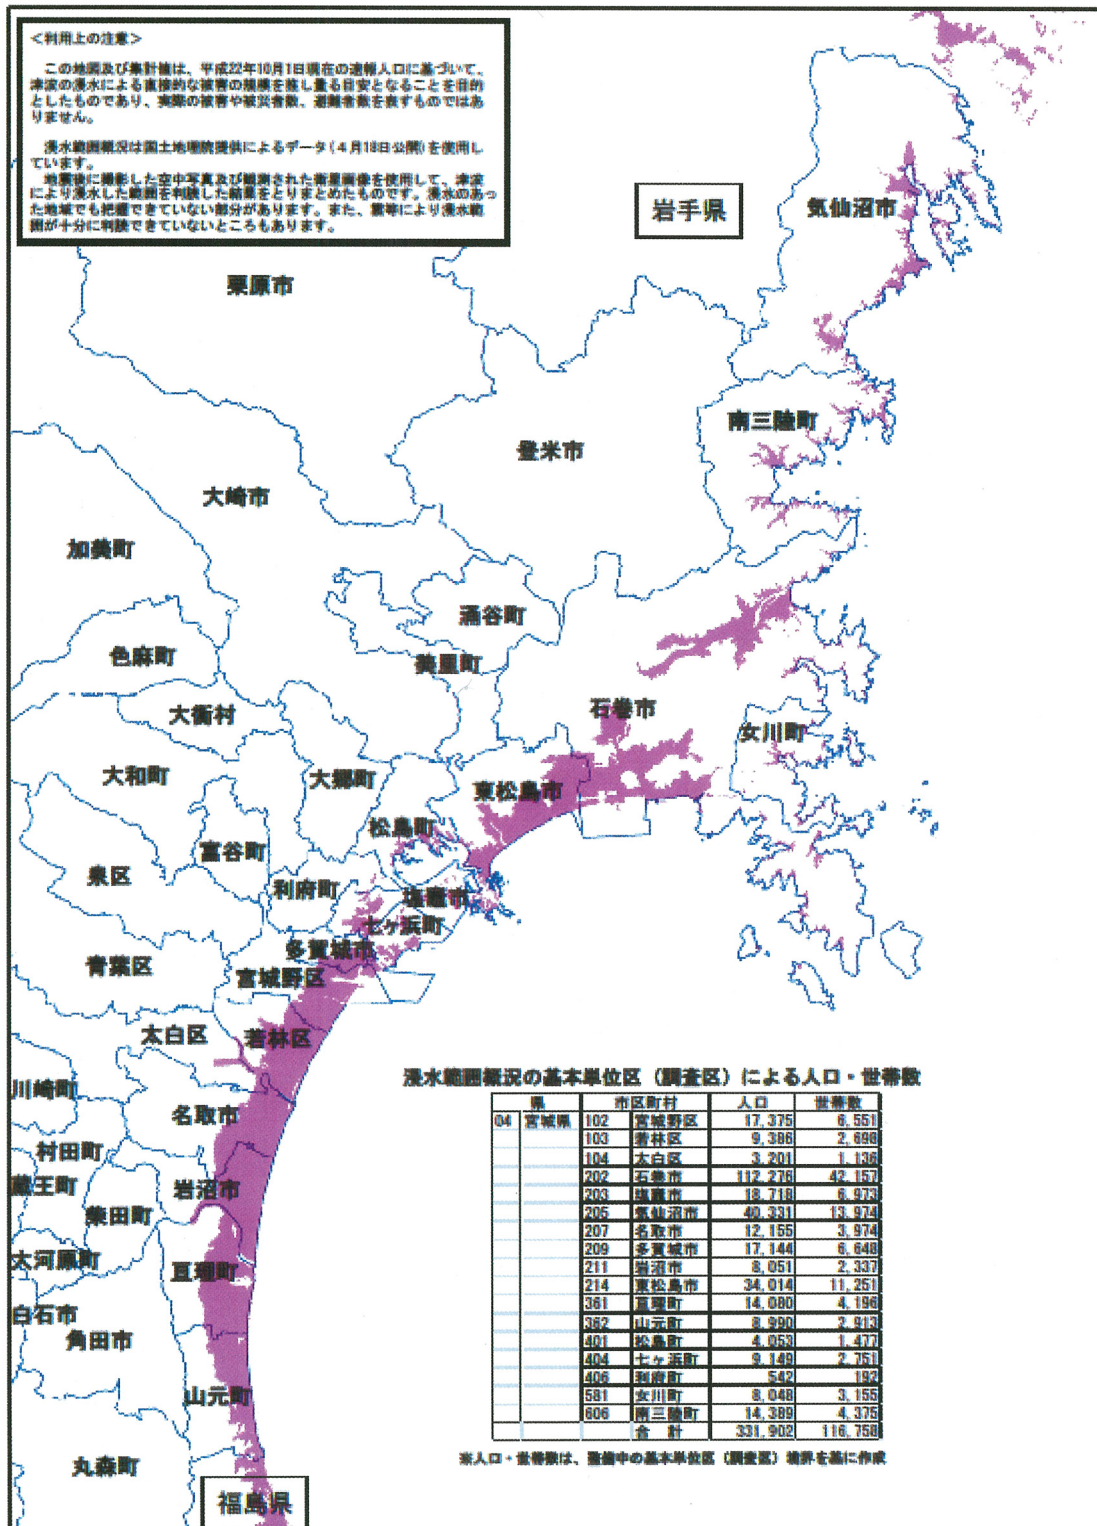 ＜利用上の注意＞
この地図及び集計値は、平成22年10月1日現在の速報人口に基づいて、
津波の浸水による直接的な被害の規模を推し量る目安となることを目的
としたものであり、実際の被害や被災者数、避難者数を表すものではあ
りません。
浸水範囲概況は国土地理院提供によるデータ(4月18日公開)を使用し
ています。
地震後に撮影した空中写真及び観測された衛星画像を使用して、津波
により浸水した範囲を判読した結果をとりまとめたものです。浸水のあっ
た地域でも把握できていない部分があります。また、雲等により浸水範
囲が十分に判読できていないところもあります。
岩手県
気仙沼市
栗原市
南三陸町
登米市
大崎市
加美町
涌谷町
色麻町
美里町
大衡村
石巻市
女川町
大和町
大郷町
東松島市
松島町
富谷町
泉区
利府町
塩竈市
七ヶ浜町
多賀城市
青葉区
宮城野区
太白区
若林区
川崎町
名取市
村田町
蔵王町
岩沼市
柴田町
大河原町
亘理町
白石市
角田市
山元町
丸森町
福島県
浸水範囲概況の基本単位区（調査区）による人口・世帯数
県 市区町村 人口 世帯数
04 宮城県 102 宮城野区 17,375 6,551
103 若林区 9,386 2,698
104 太白区 3,201 1,136
202 石巻市 112,276 42,157
203 塩竈市 18,718 6,973
205 気仙沼市 40,331 13,974
207 名取市 12,155 3,974
209 多賀城市 17,144 6,648
211 岩沼市 8,051 2,337
214 東松島市 34,014 11,251
361 亘理町 14,080 4,196
362 山元町 8,990 2,913
401 松島町 4,053 1,477
404 七ヶ浜町 9,149 2,751
406 利府町 542 192
581 女川町 8,048 3,155
606 南三陸町 14,389 4,375
合計 331,902 116,758
※人口・世帯数は、整備中の基本単位区（調査区）境界を基に作成